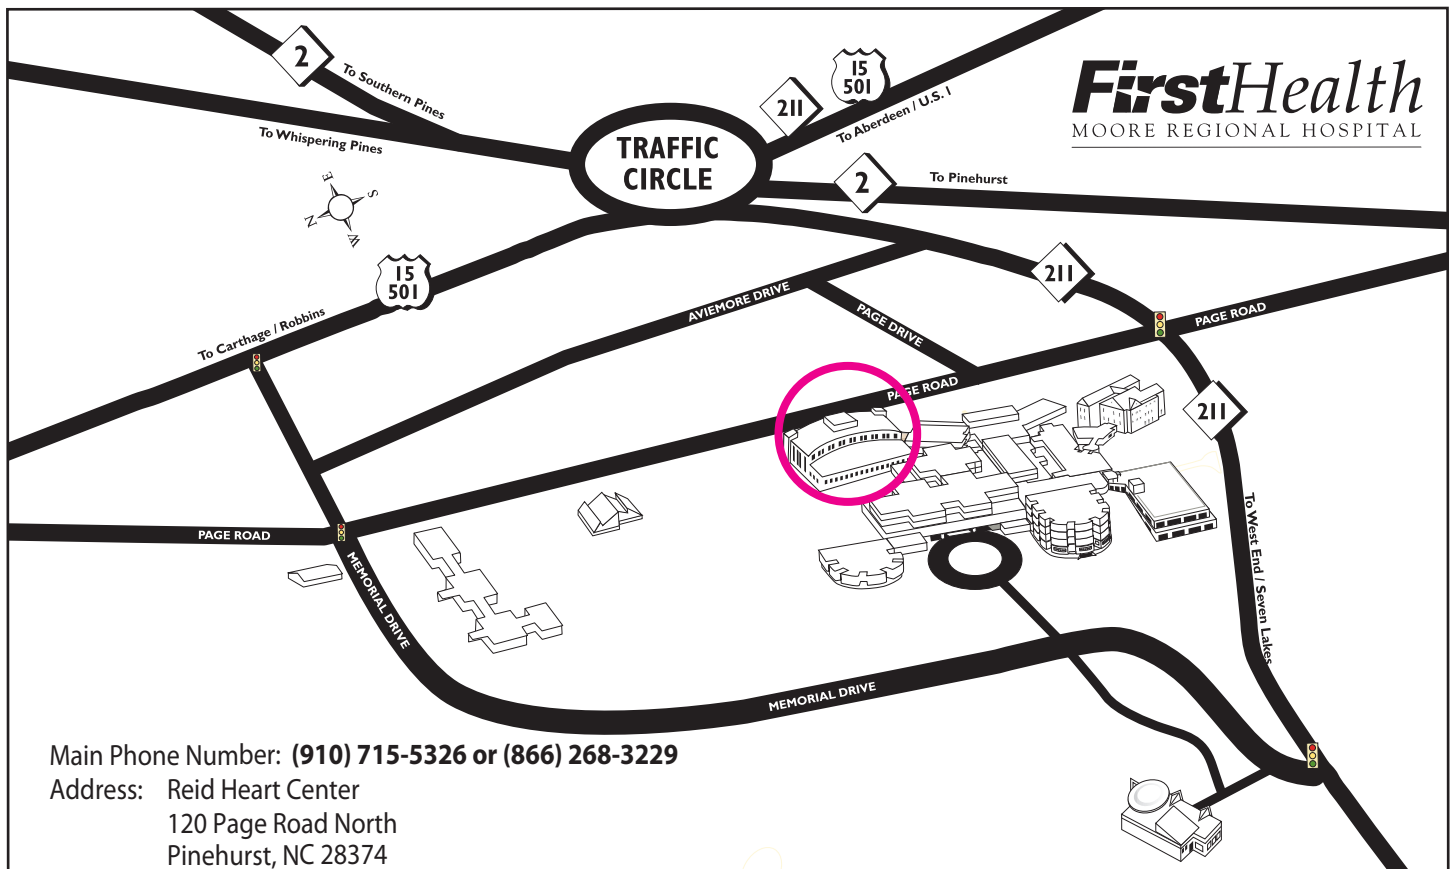 2
To Southern Pines
To Whispering Pines
E
S
N
W
TRAFFIC
CIRCLE
211
15
501
To Aberdeen / U.S. 1
FirstHealth
MOORE REGIONAL HOSPITAL
2
To Pinehurst
15
501
To Carthage / Robbins
AVIEMORE DRIVE
PAGE DRIVE
211
PAGE ROAD
PAGE ROAD
211
PAGE ROAD
MEMORIAL DRIVE
To West End / Seven Lakes
MEMORIAL DRIVE
Main Phone Number: (910) 715-5326 or (866) 268-3229
Address: Reid Heart Center
120 Page Road North
Pinehurst, NC 28374